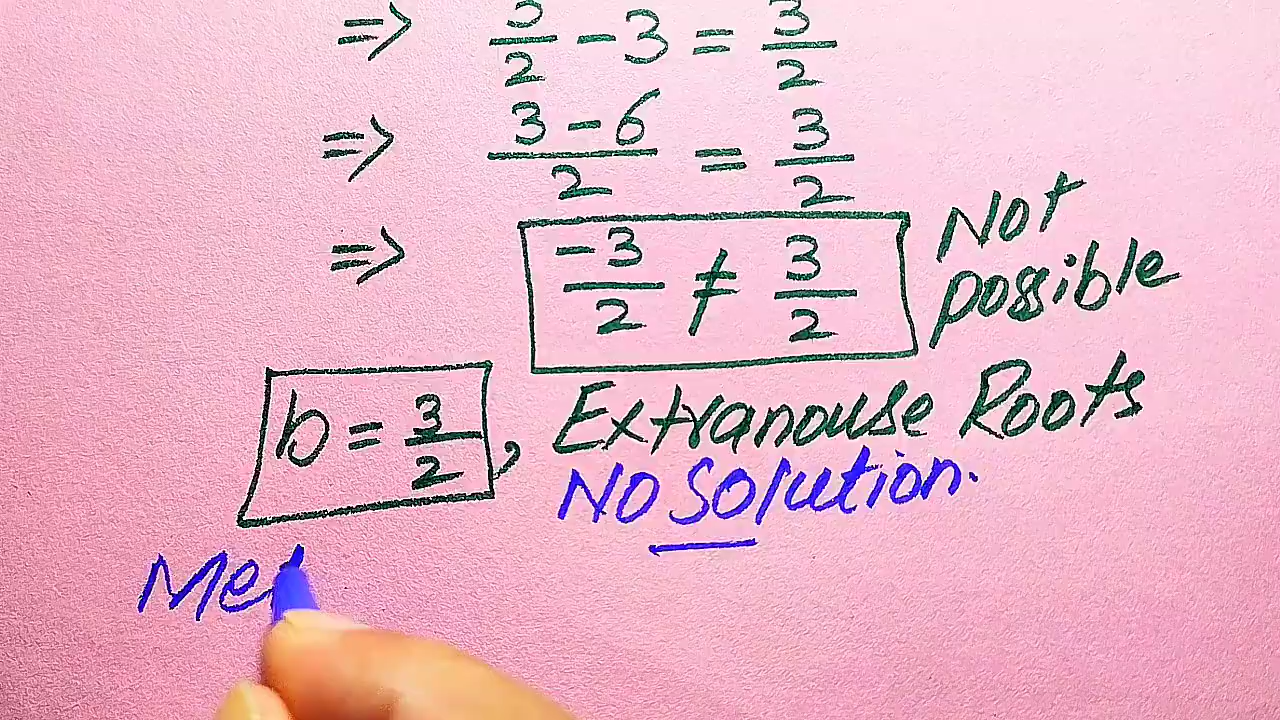 => 3/2 - 3 = 3/2
=> 3-6/2 = 3/2
=> -3/2 ≠ 3/2 Not possible
b = 3/2, Extranouse Roots
NO Solution.
Me